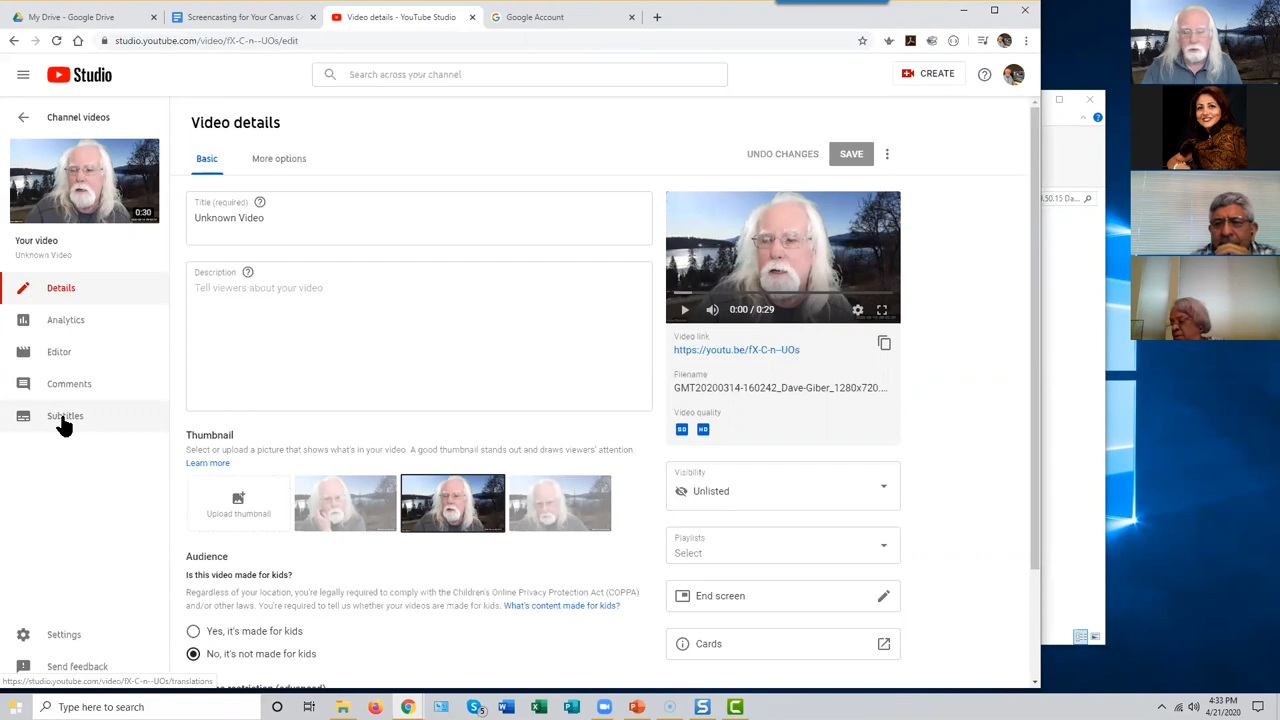 My Drive - Google Drive
Screencasting for Your Canvas
Video details - YouTube Studio
Google Account
studio.youtube.com/video/fX-C-n--UOs/edit
Studio
Search across your channel
CREATE
Channel videos
0:30
Your video
Unknown Video
Details
Analytics
Editor
Comments
Subtitles
Settings
Send feedback
https://studio.youtube.com/video/fX-C-n--UOs/translations
Video details
Basic
More options
UNDO CHANGES
SAVE
Title (required)
Unknown Video
Description
Tell viewers about your video
0:00 / 0:29
Video link
https://youtu.be/fX-C-n--UOs
Filename
GMT20200314-160242_Dave-Giber_1280x720....
Video quality
SD HD
Thumbnail
Select or upload a picture that shows what's in your video. A good thumbnail stands out and draws viewers' attention.
Learn more
Upload thumbnail
Visibility
Unlisted
Playlists
Select
End screen
Cards
Audience
Is this video made for kids?
Regardless of your location, you're legally required to comply with the Children's Online Privacy Protection Act (COPPA)
and/or other laws. You're required to tell us whether your videos are made for kids. What's content made for kids?
Yes, it's made for kids
No, it's not made for kids
.50.15 Da...
Type here to search
5
4:33 PM
4/21/2020